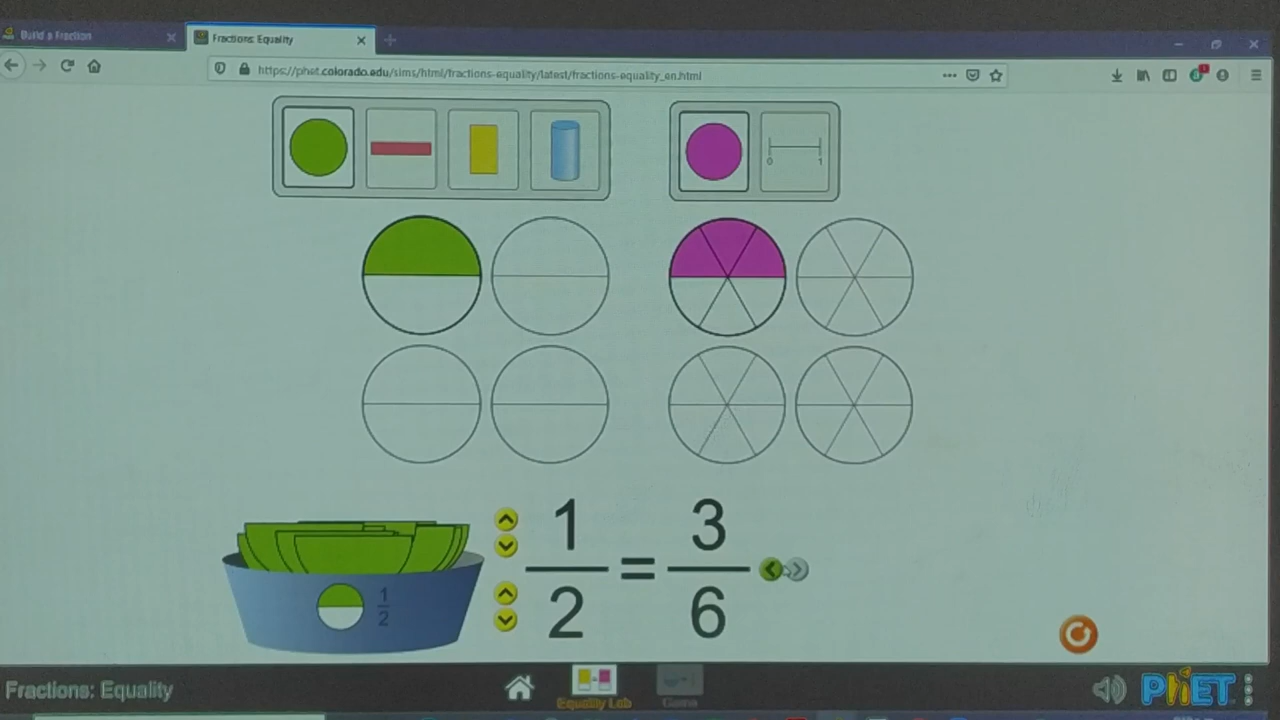 Build a Fraction
Fractions: Equality
https://phet.colorado.edu/sims/html/fractions-equality/latest/fractions-equality_en.html
0 1
1
2
1
2
=
3
6
Fractions: Equality
Equality Lab
Game
PhET